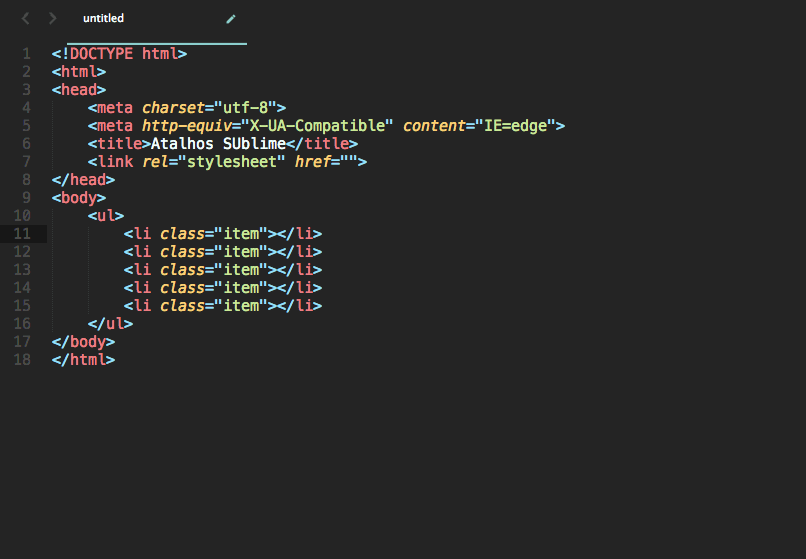 untitled
1 <!DOCTYPE html>
2 <html>
3 <head>
4     <meta charset="utf-8">
5     <meta http-equiv="X-UA-Compatible" content="IE=edge">
6     <title>Atalhos SUblime</title>
7     <link rel="stylesheet" href="">
8 </head>
9 <body>
10     <ul>
11         <li class="item"></li>
12         <li class="item"></li>
13         <li class="item"></li>
14         <li class="item"></li>
15         <li class="item"></li>
16     </ul>
17 </body>
18 </html>